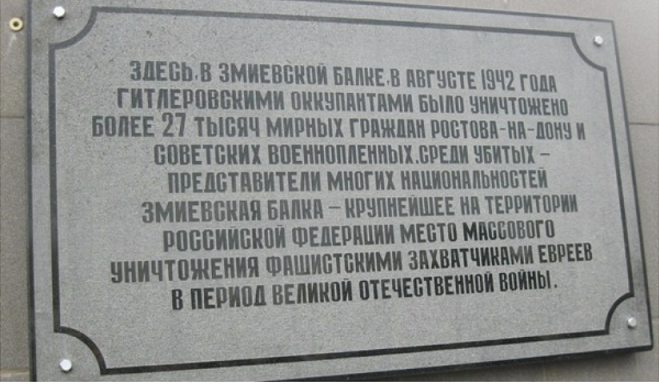 ЗДЕСЬ, В ЗМИЕВСКОЙ БАЛКЕ, В АВГУСТЕ 1942 ГОДА
ГИТЛЕРОВСКИМИ ОККУПАНТАМИ БЫЛО УНИЧТОЖЕНО
БОЛЕЕ 27 ТЫСЯЧ МИРНЫХ ГРАЖДАН РОСТОВА-НА-ДОНУ И
СОВЕТСКИХ ВОЕННОПЛЕННЫХ. СРЕДИ УБИТЫХ –
ПРЕДСТАВИТЕЛИ МНОГИХ НАЦИОНАЛЬНОСТЕЙ
ЗМИЕВСКАЯ БАЛКА – КРУПНЕЙШЕЕ НА ТЕРРИТОРИИ
РОССИЙСКОЙ ФЕДЕРАЦИИ МЕСТО МАССОВОГО
УНИЧТОЖЕНИЯ ФАШИСТСКИМИ ЗАХВАТЧИКАМИ ЕВРЕЕВ
В ПЕРИОД ВЕЛИКОЙ ОТЕЧЕСТВЕННОЙ ВОЙНЫ.